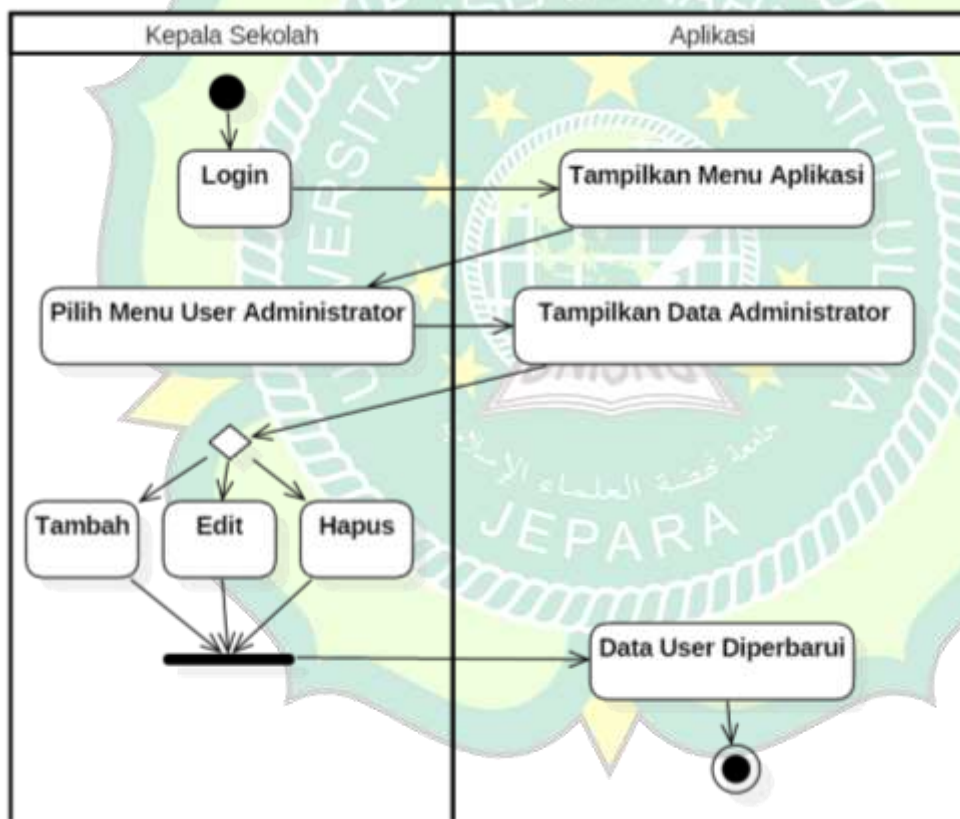 Kepala Sekolah
Aplikasi
Login
Tampilkan Menu Aplikasi
Pilih Menu User Administrator
Tampilkan Data Administrator
Tambah
Edit
Hapus
Data User Diperbarui
JEPARA